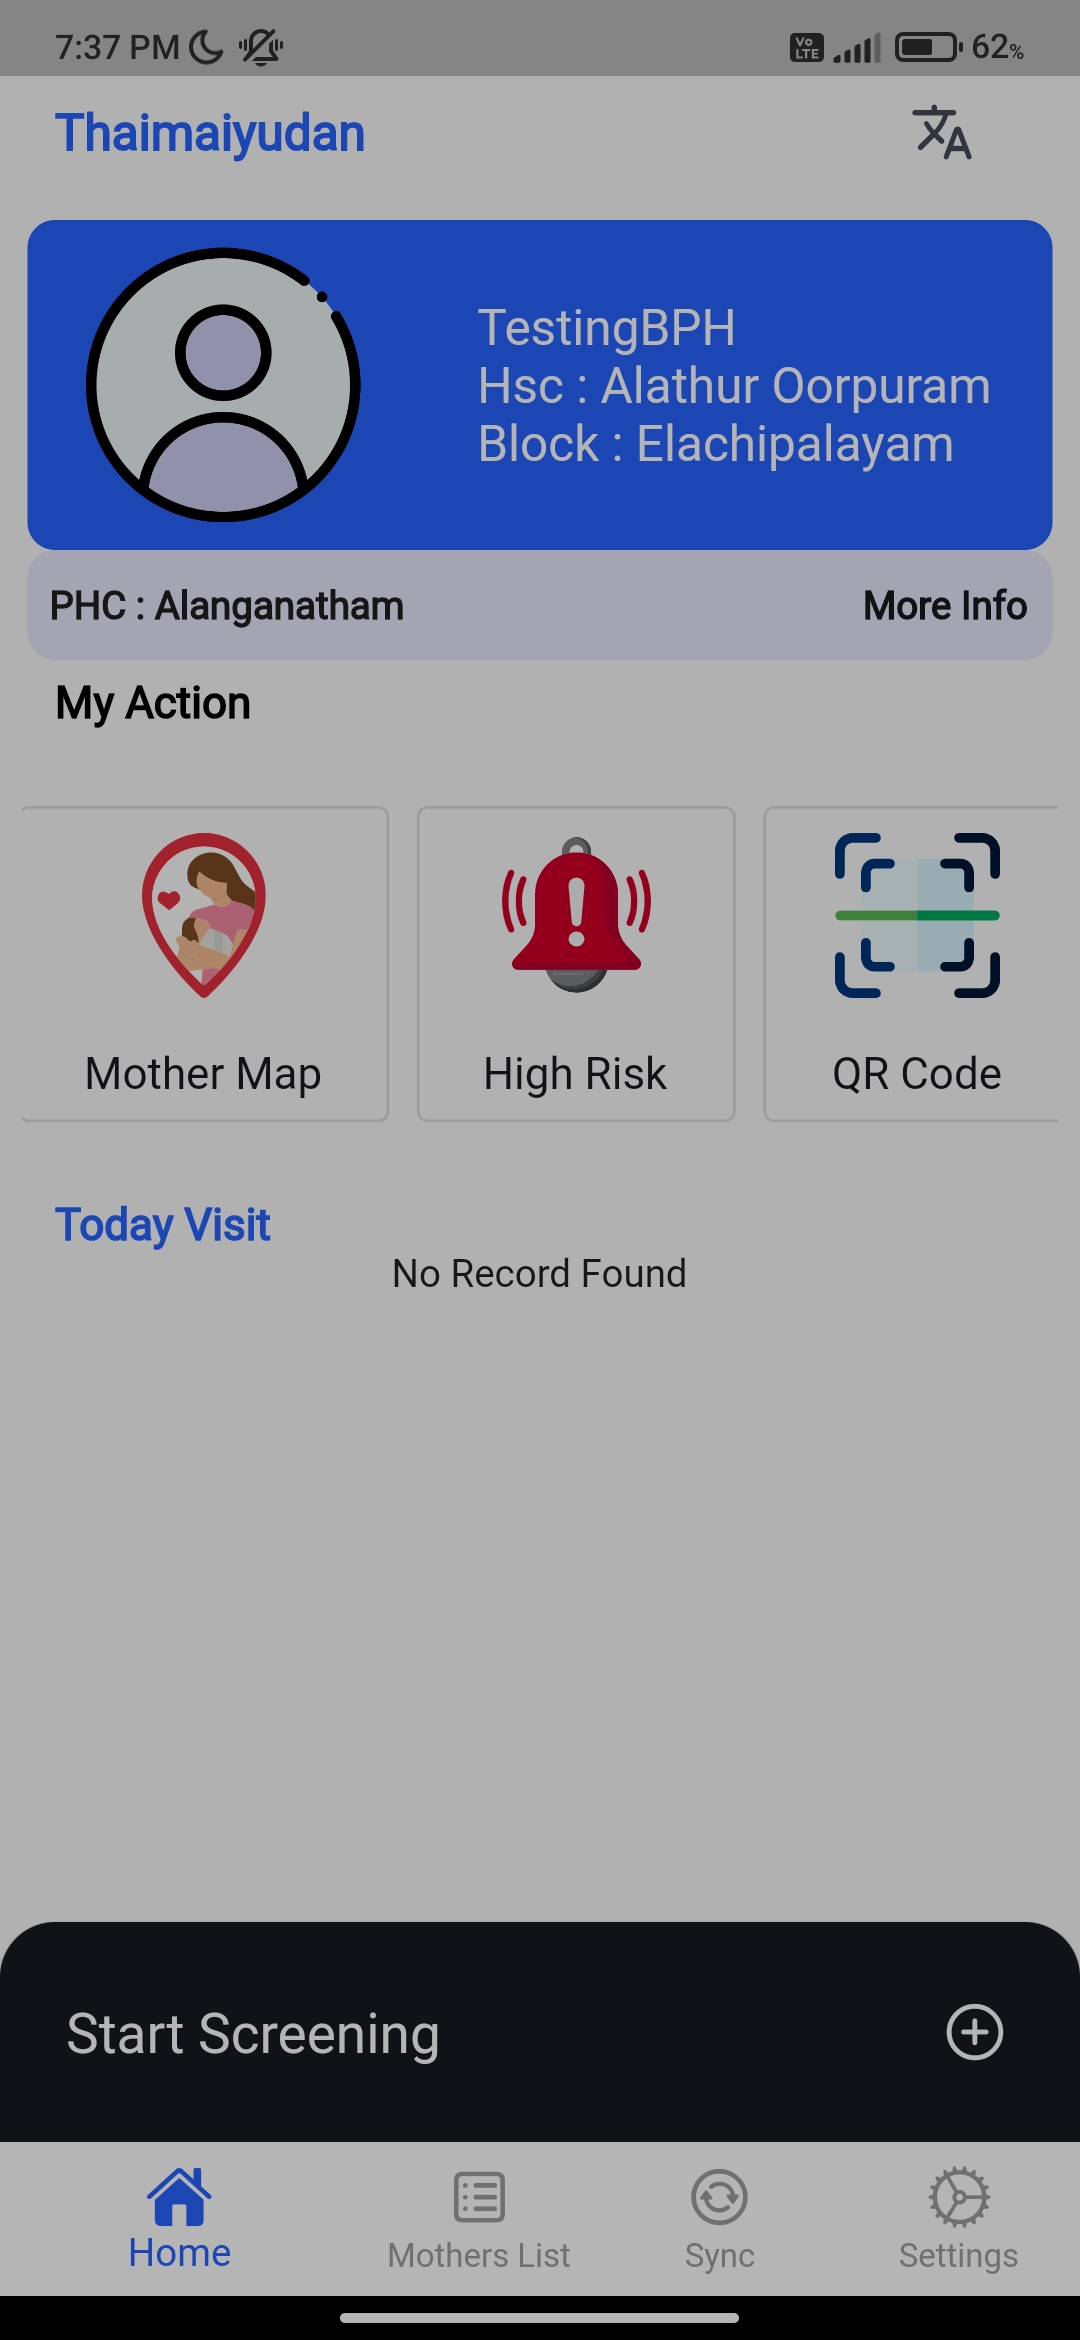 7:37 PM
Vo LTE
62%
Thaimaiyudan
TestingBPH
Hsc : Alathur Oorpuram
Block : Elachipalayam
PHC : Alanganatham
More Info
My Action
Mother Map
High Risk
QR Code
Today Visit
No Record Found
Start Screening
Home
Mothers List
Sync
Settings